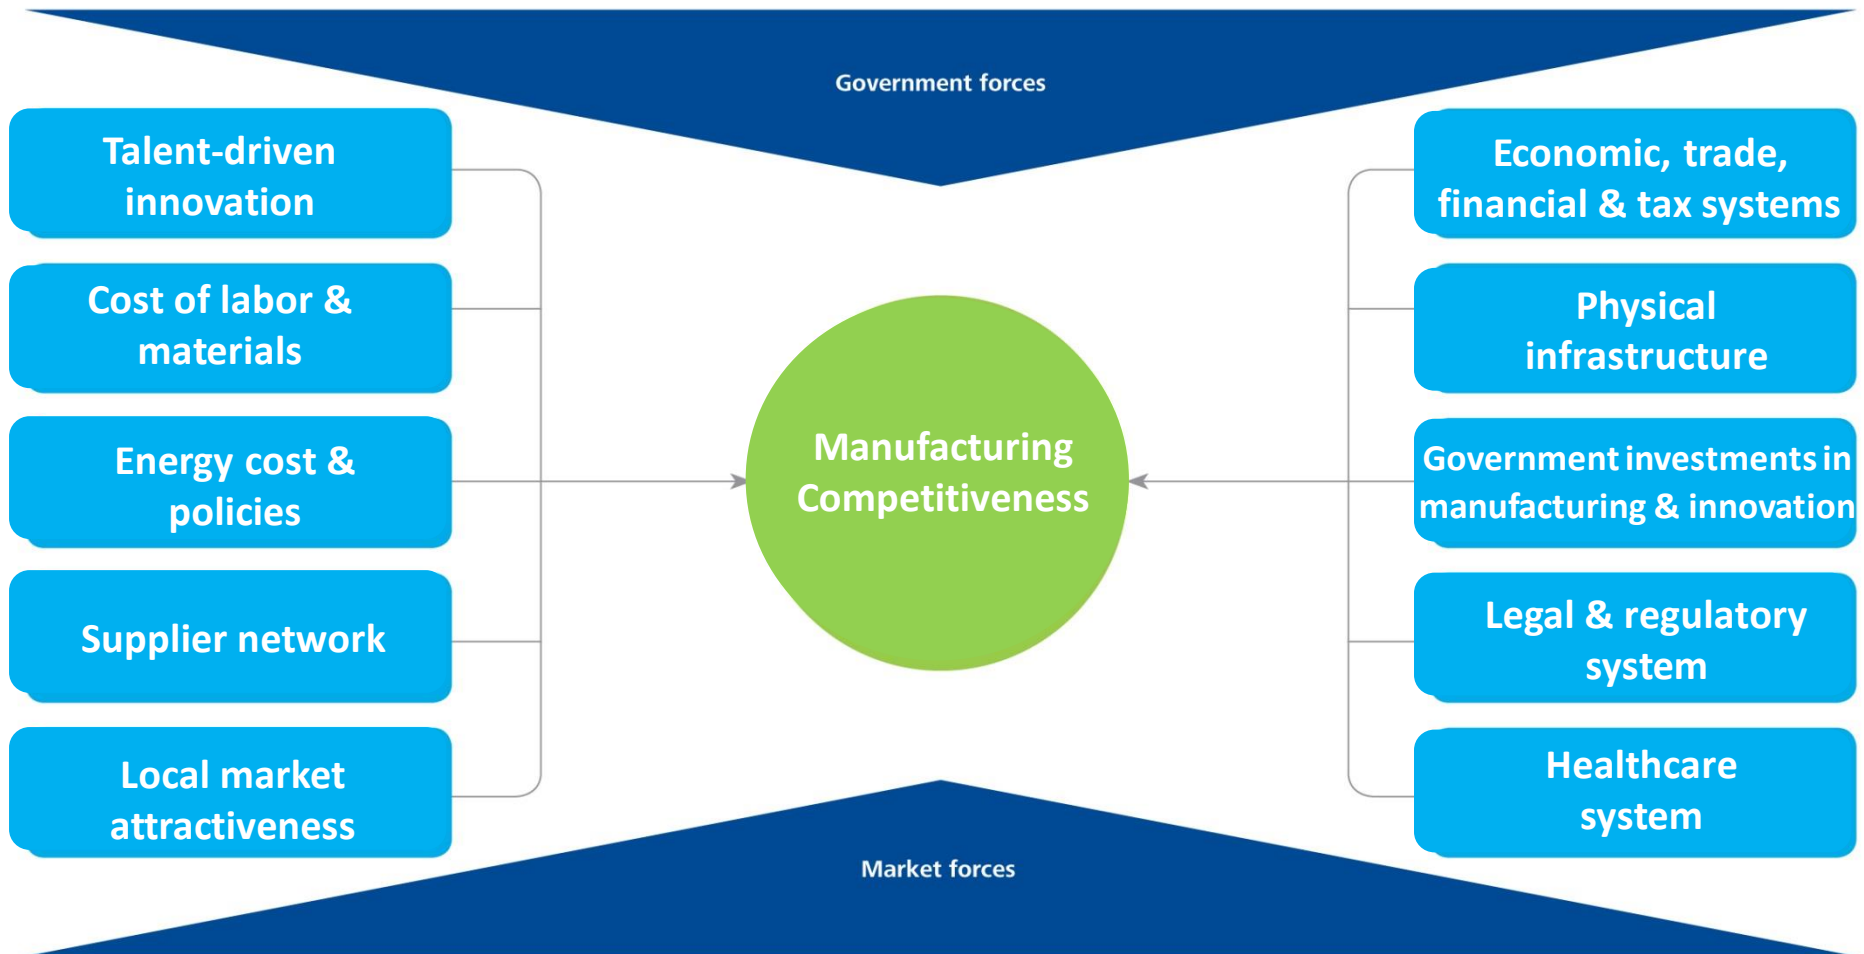 Government forces
Talent-driven
innovation
Cost of labor &
materials
Energy cost &
policies
Supplier network
Local market
attractiveness
Manufacturing
Competitiveness
Economic, trade,
financial & tax systems
Physical
infrastructure
Government investments in
manufacturing & innovation
Legal & regulatory
system
Healthcare
system
Market forces